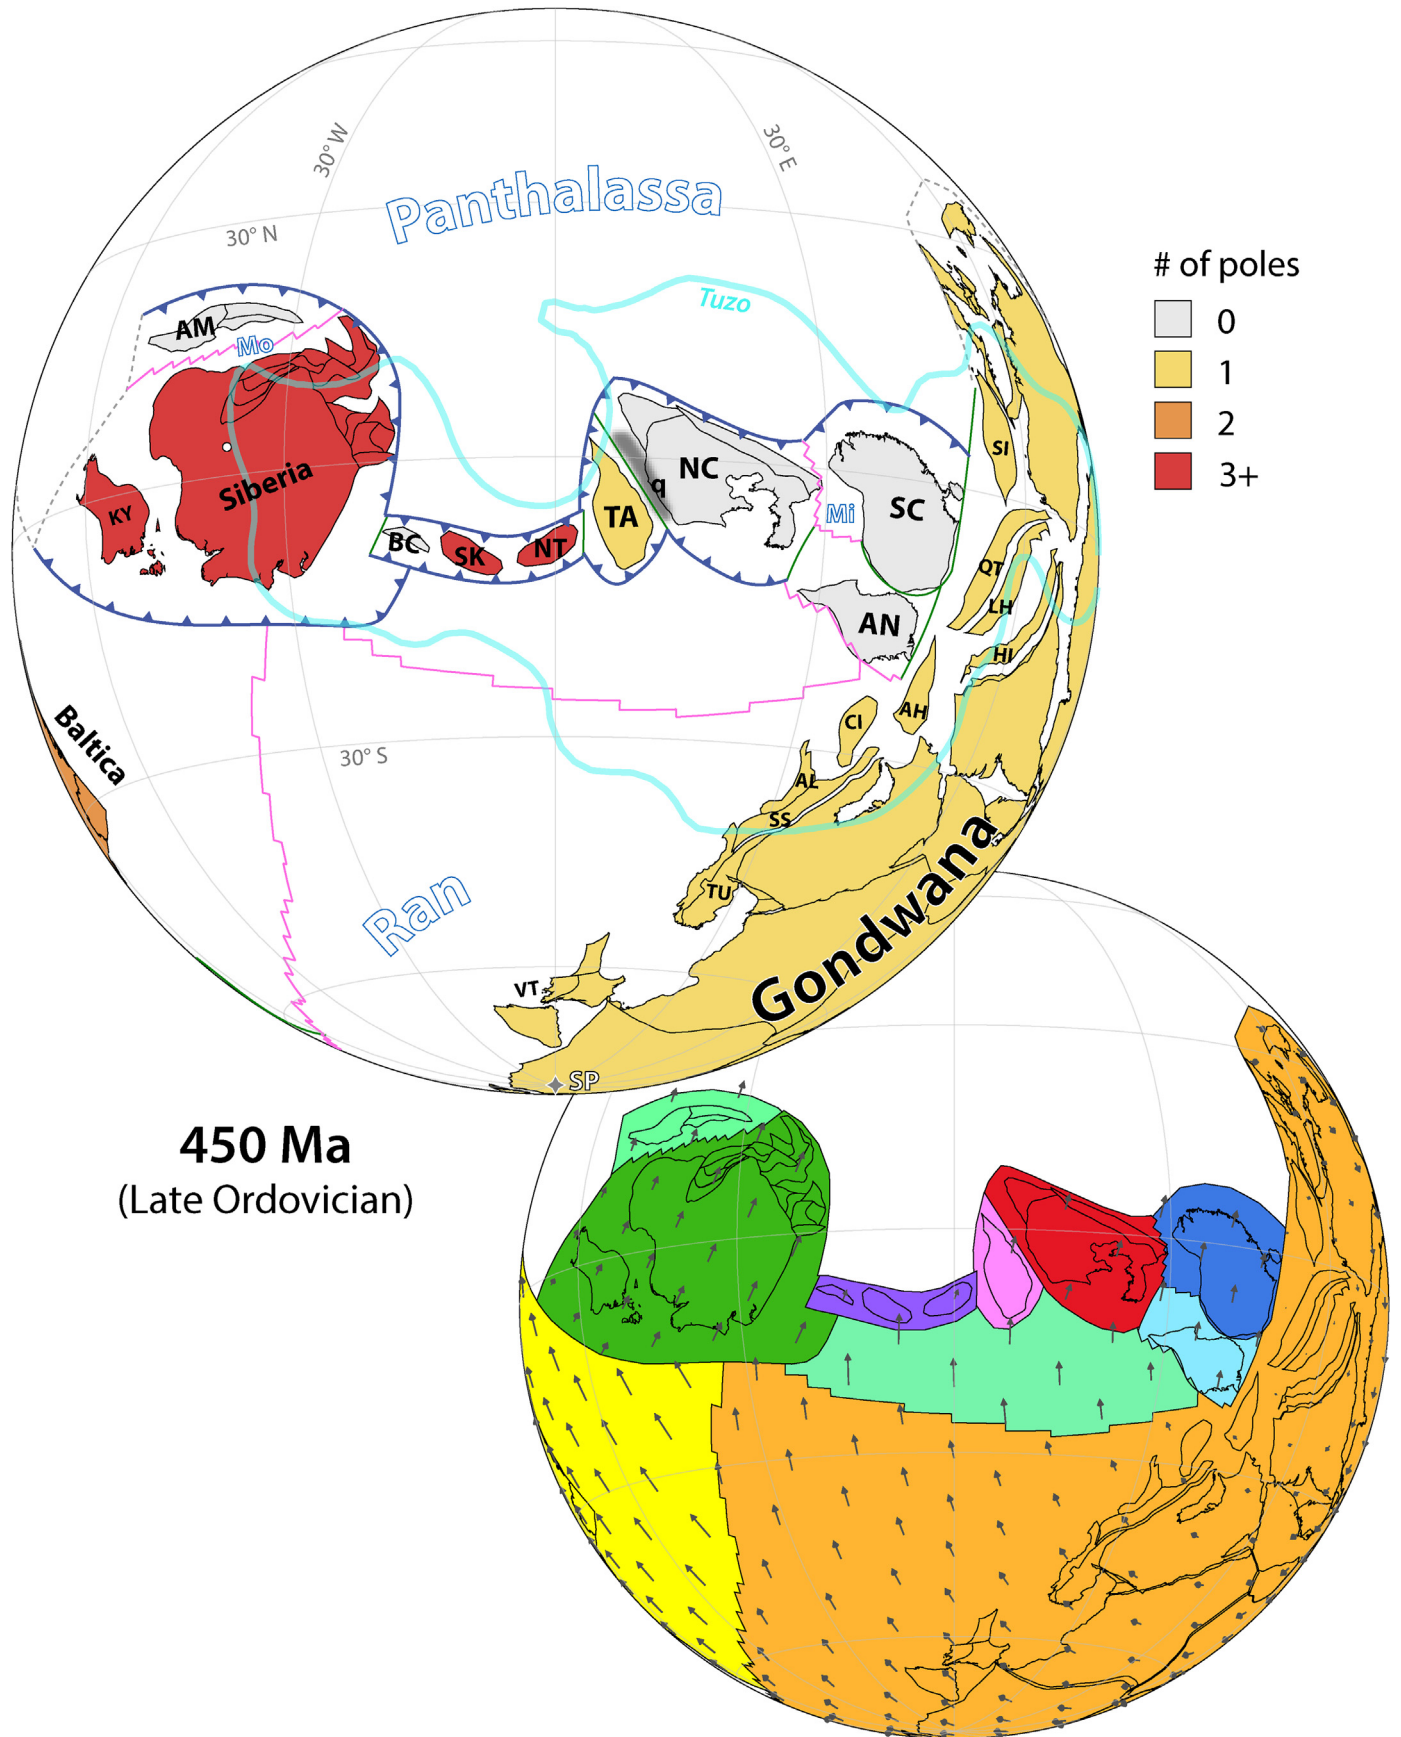 30° W
30° E
Panthalassa
30° N
Tuzo
# of poles
0
1
2
3+
AM
Mo
Siberia
KY
BC
SK
NT
TA
q
NC
Mi
SC
SI
QT
LH
HI
AN
AH
CI
AL
SS
TU
Baltica
30° S
Ran
Gondwana
VT
SP
450 Ma
(Late Ordovician)